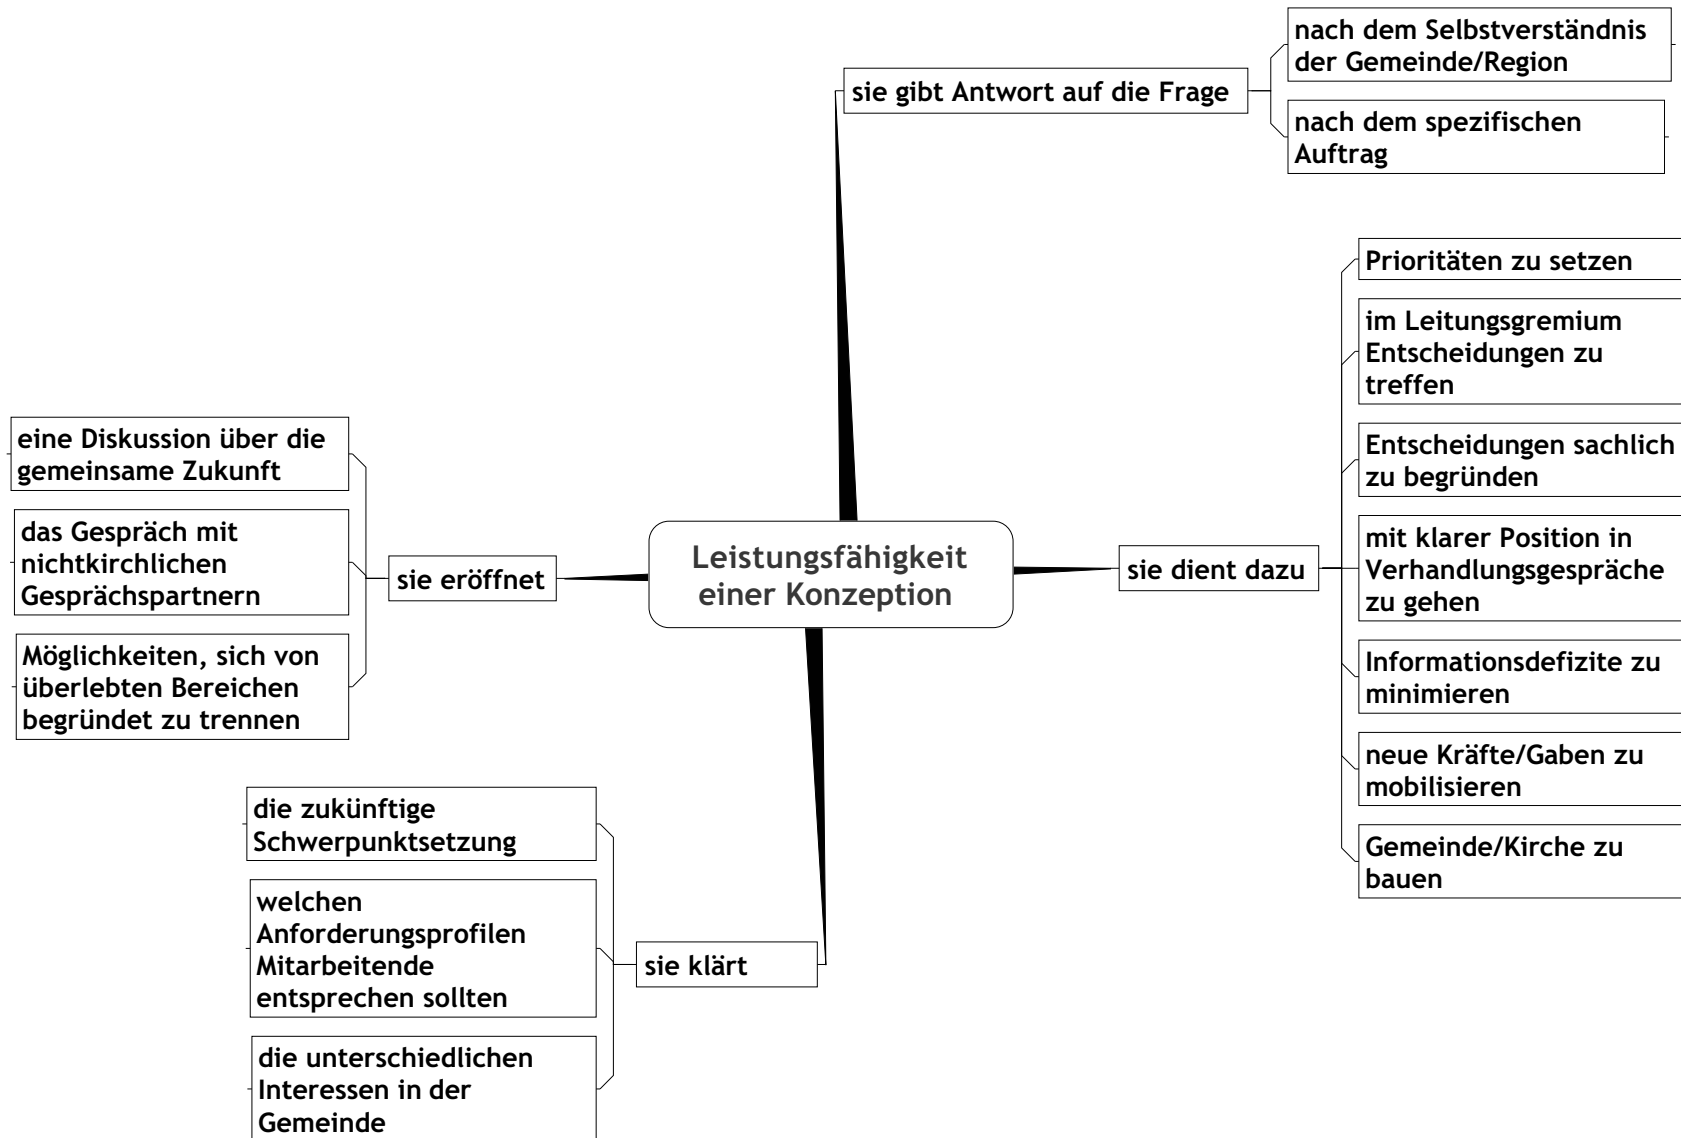 Leistungsfähigkeit
einer Konzeption
sie gibt Antwort auf die Frage
nach dem Selbstverständnis
der Gemeinde/Region
nach dem spezifischen
Auftrag
sie dient dazu
Prioritäten zu setzen
im Leitungsgremium
Entscheidungen zu
treffen
Entscheidungen sachlich
zu begründen
mit klarer Position in
Verhandlungsgespräche
zu gehen
Informationsdefizite zu
minimieren
neue Kräfte/Gaben zu
mobilisieren
Gemeinde/Kirche zu
bauen
sie klärt
die zukünftige
Schwerpunktsetzung
welchen
Anforderungsprofilen
Mitarbeitende
entsprechen sollten
die unterschiedlichen
Interessen in der
Gemeinde
sie eröffnet
eine Diskussion über die
gemeinsame Zukunft
das Gespräch mit
nichtkirchlichen
Gesprächspartnern
Möglichkeiten, sich von
überlebten Bereichen
begründet zu trennen